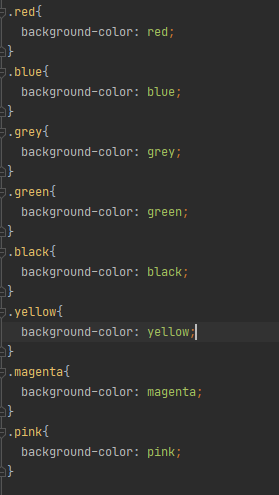 .red{
background-color: red;
}
.blue{
background-color: blue;
}
.grey{
background-color: grey;
}
.green{
background-color: green;
}
.black{
background-color: black;
}
.yellow{
background-color: yellow;
}
.magenta{
background-color: magenta;
}
.pink{
background-color: pink;
}